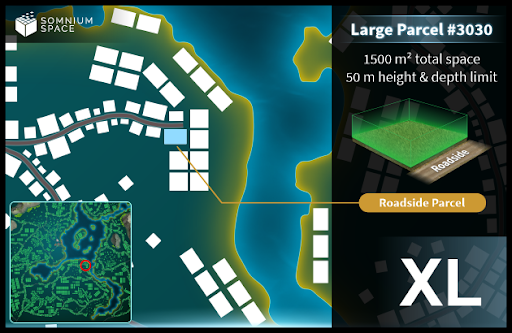 SOMNIUM
SPACE
Large Parcel #3030
1500 m² total space
50 m height & depth limit
Roadside
Roadside Parcel
XL